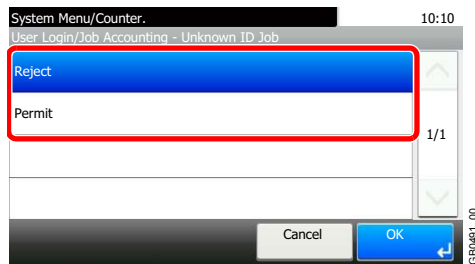 System Menu/Counter. 10:10
User Login/Job Accounting - Unknown ID Job
Reject
Permit
1/1
Cancel OK
GB0491_00